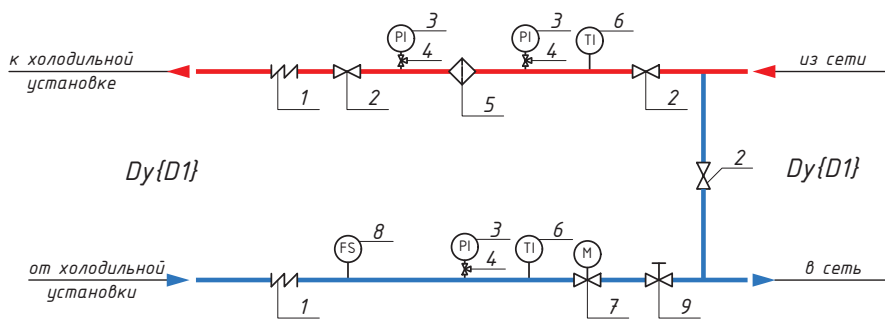 3 3 6
PI PI TI
4 4
к холодильной
установке
из сети
1 2 5 2
2
Dy{D1} Dy{D1}
8 3 6
FS PI TI M
4
от холодильной
установки
в сеть
1 7 9